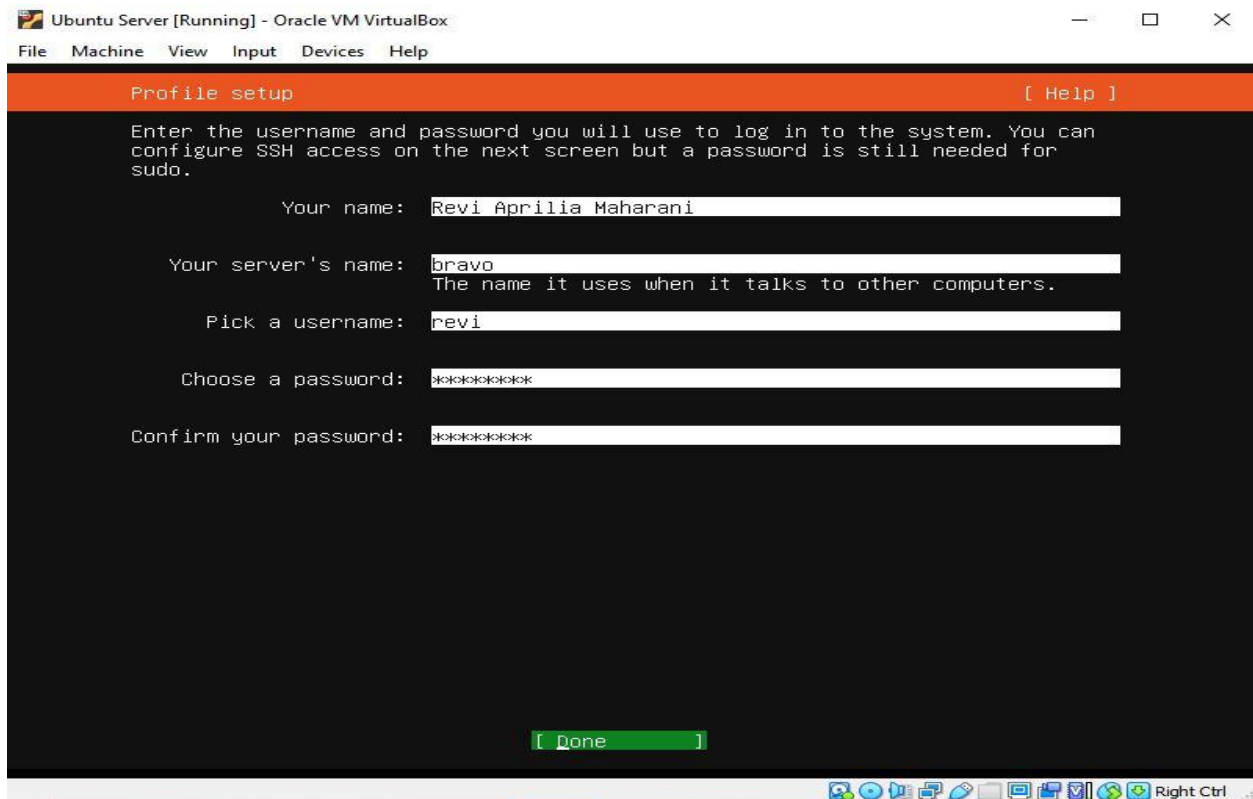 Ubuntu Server [Running] - Oracle VM VirtualBox
File Machine View Input Devices Help
Profile setup [ Help ]
Enter the username and password you will use to log in to the system. You can
configure SSH access on the next screen but a password is still needed for
sudo.
Your name: Revi Aprilia Maharani
Your server's name: bravo
The name it uses when it talks to other computers.
Pick a username: revi
Choose a password: ********
Confirm your password: ********
[ Done ]
Right Ctrl